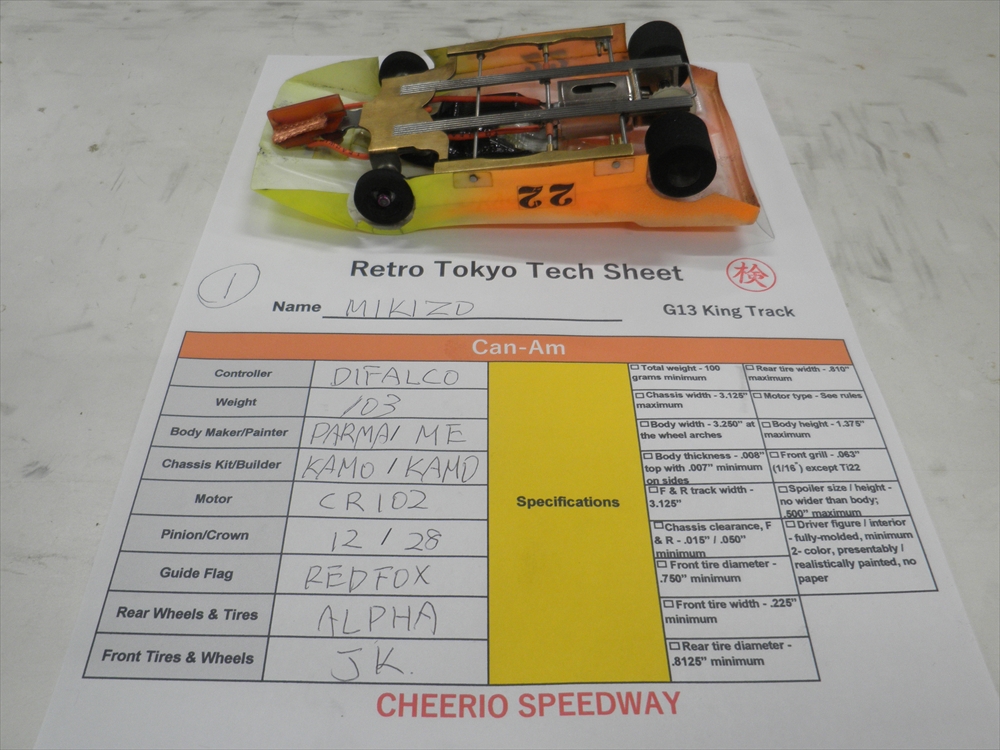 22
Retro Tokyo Tech Sheet
検
1
Name MIKIZO
G13 King Track
Can-Am
Controller DIFALCO
Weight 103
Body Maker/Painter PARMA/ ME
Chassis Kit/Builder KAMO / KAMO
Motor CR102
Pinion/Crown 12 / 28
Guide Flag REDFOX
Rear Wheels & Tires ALPHA
Front Tires & Wheels JK.
Specifications
Total weight - 100
grams minimum
Rear tire width - .810"
maximum
Chassis width - 3.125"
maximum
Motor type - See rules
Body width - 3.250" at
the wheel arches
Body height - 1.375"
maximum
Body thickness - .008"
top with .007" minimum
on sides
Front grill - .063"
(1/16") except Ti22
F & R track width -
3.125"
Spoiler size / height -
no wider than body;
.500" maximum
Chassis clearance, F
& R - .015" / .050"
minimum
Driver figure / interior
- fully-molded, minimum
2- color, presentably /
realistically painted, no
paper
Front tire diameter -
.750" minimum
Front tire width - .225"
minimum
Rear tire diameter -
.8125" minimum
CHEERIO SPEEDWAY